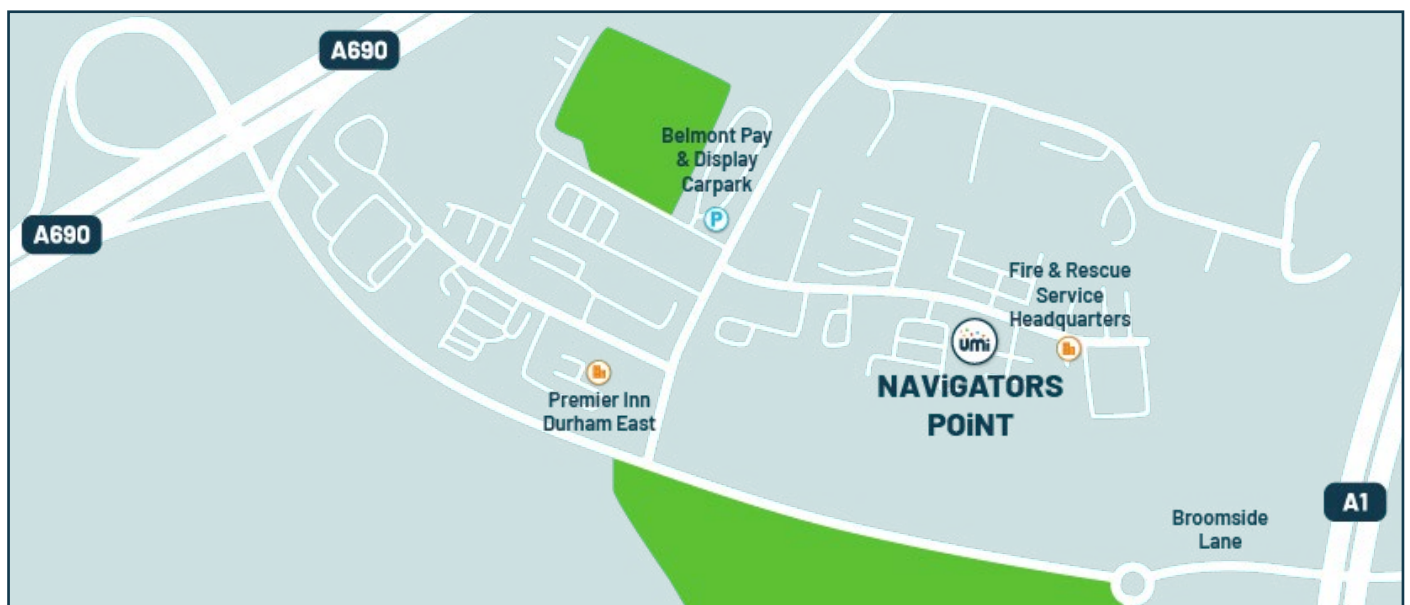 A690
A690
Belmont Pay
& Display
Carpark
P
Fire & Rescue
Service
Headquarters
umi
NAViGATORS
POiNT
Premier Inn
Durham East
A1
Broomside
Lane